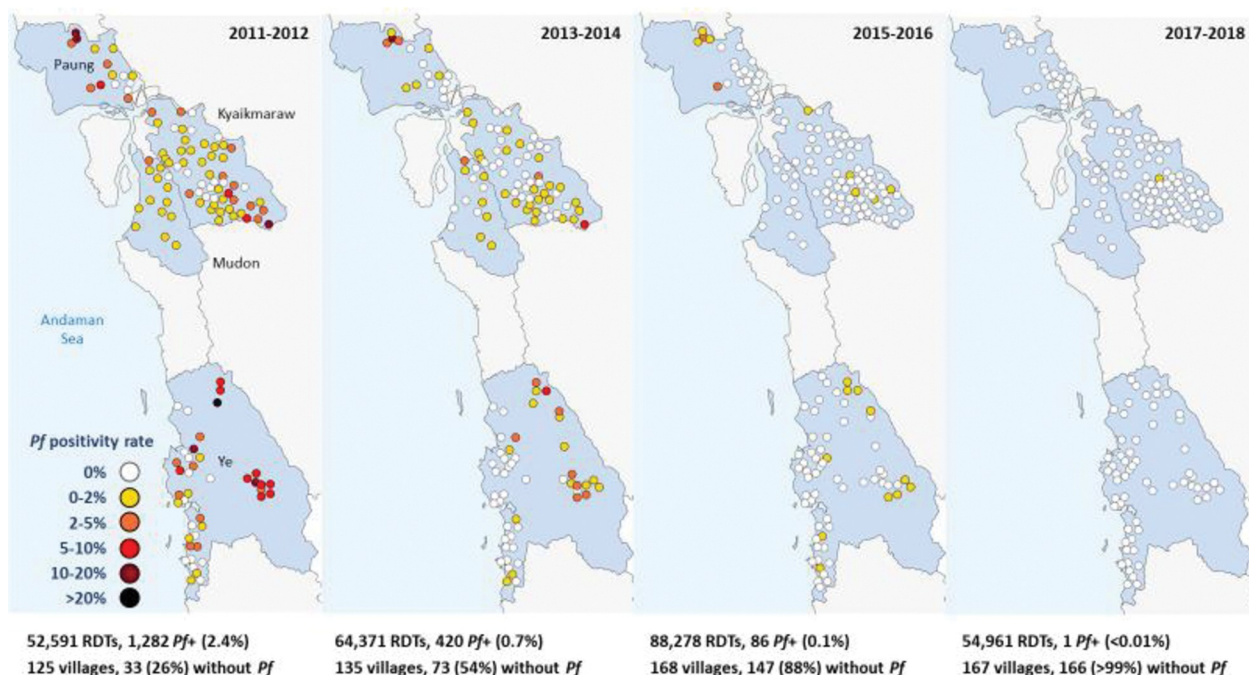 2011-2012
2013-2014
2015-2016
2017-2018
Paung
Kyaikmaraw
Mudon
Andaman
Sea
Ye
Pf positivity rate
0%
0-2%
2-5%
5-10%
10-20%
>20%
52,591 RDTs, 1,282 Pf+ (2.4%)
125 villages, 33 (26%) without Pf
64,371 RDTs, 420 Pf+ (0.7%)
135 villages, 73 (54%) without Pf
88,278 RDTs, 86 Pf+ (0.1%)
168 villages, 147 (88%) without Pf
54,961 RDTs, 1 Pf+ (<0.01%)
167 villages, 166 (>99%) without Pf